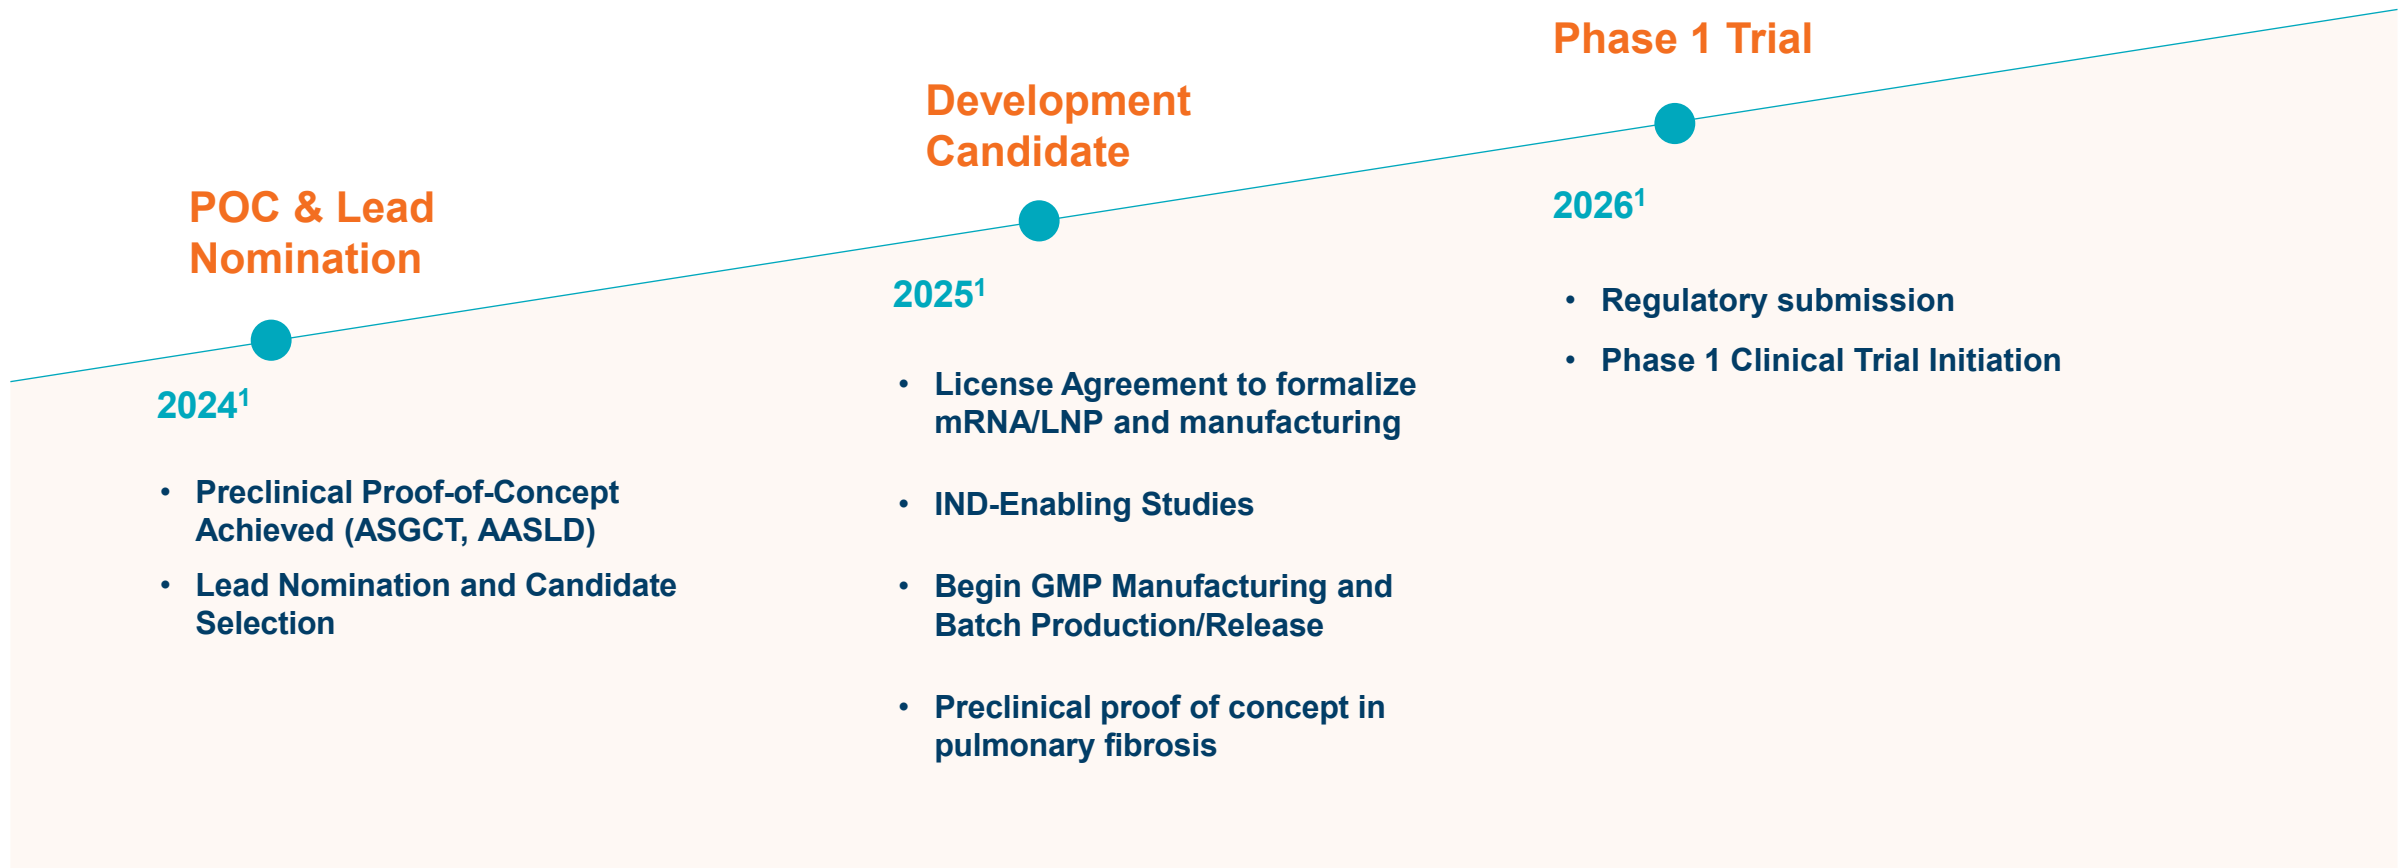 POC & Lead
Nomination
2024¹
• Preclinical Proof-of-Concept
Achieved (ASGCT, AASLD)
• Lead Nomination and Candidate
Selection
Development
Candidate
2025¹
• License Agreement to formalize
mRNA/LNP and manufacturing
• IND-Enabling Studies
• Begin GMP Manufacturing and
Batch Production/Release
• Preclinical proof of concept in
pulmonary fibrosis
Phase 1 Trial
2026¹
• Regulatory submission
• Phase 1 Clinical Trial Initiation